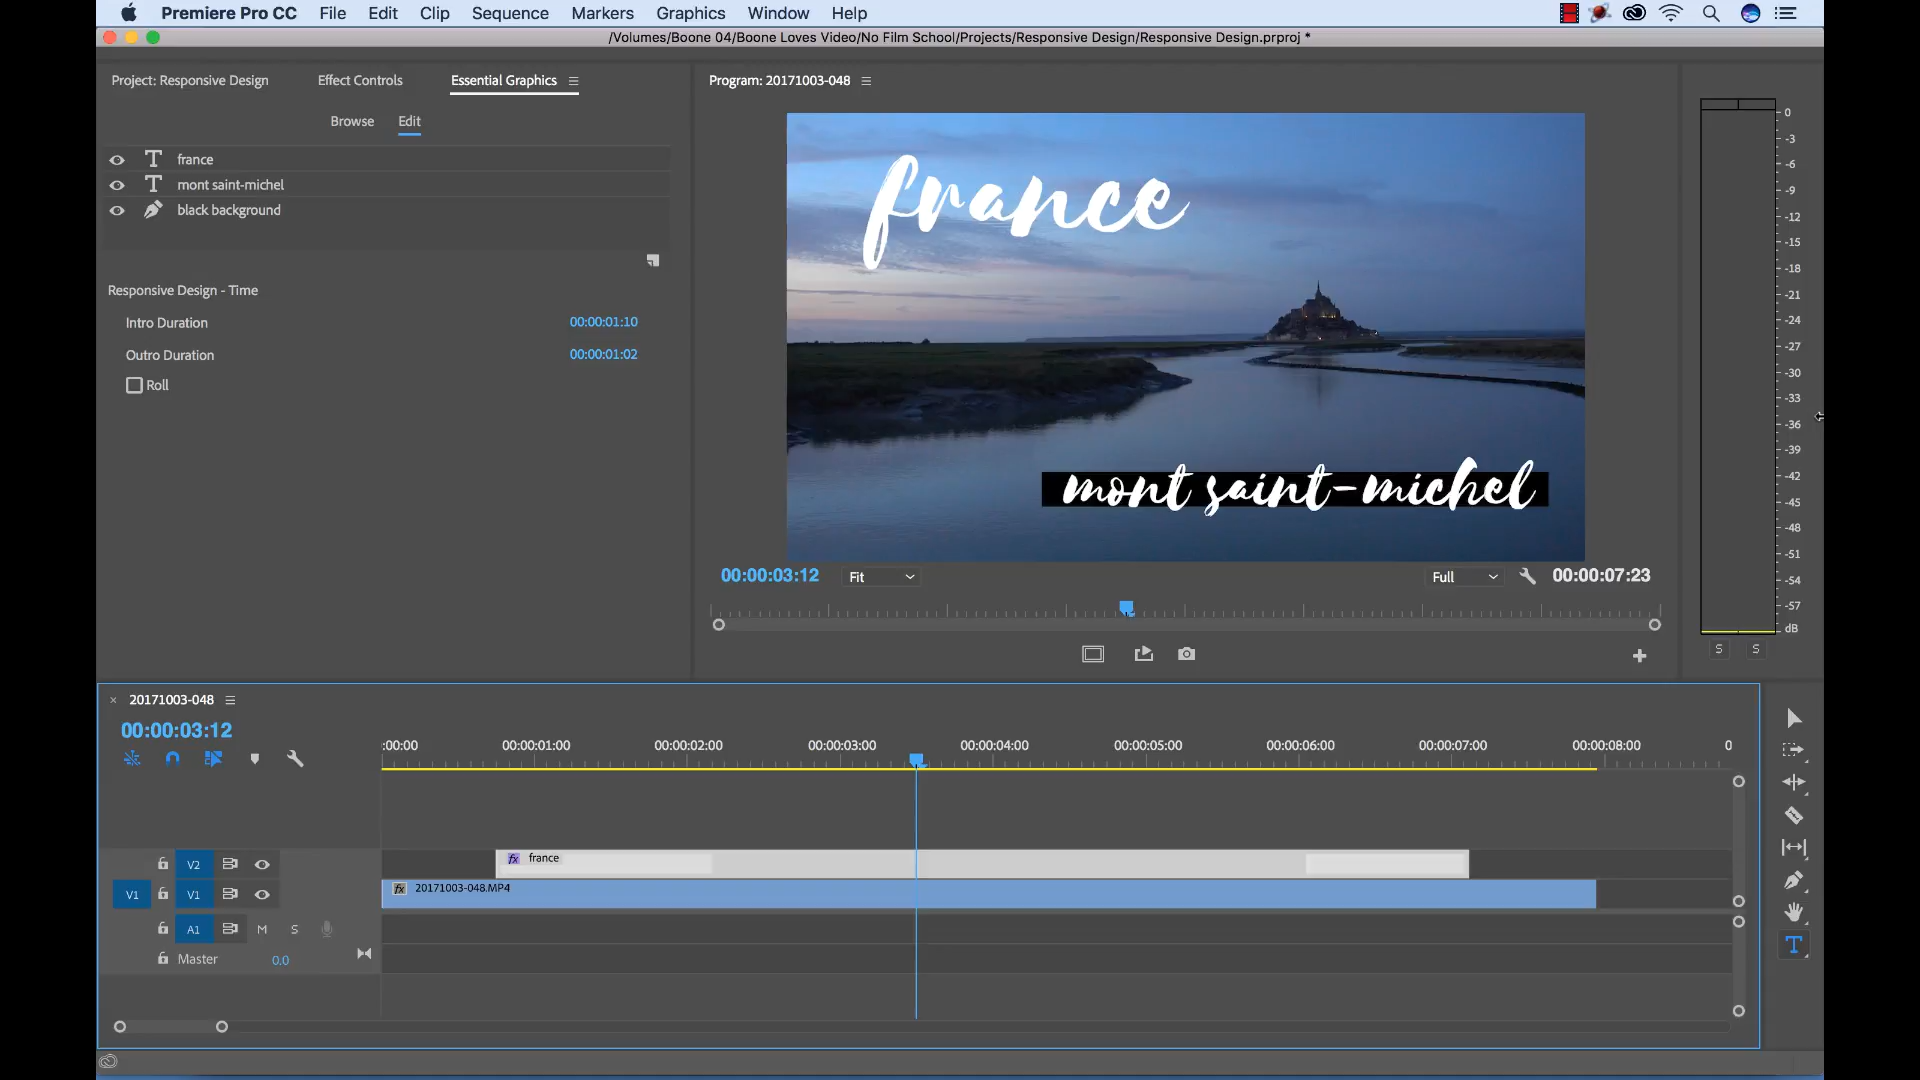 Premiere Pro CC File Edit Clip Sequence Markers Graphics Window Help
/Volumes/Boone 04/Boone Loves Video/No Film School/Projects/Responsive Design/Responsive Design.prproj *
Project: Responsive Design Effect Controls Essential Graphics
Browse Edit
france
mont saint-michel
black background
Responsive Design - Time
Intro Duration 00:00:01:10
Outro Duration 00:00:01:02
Roll
Program: 20171003-048
france
mont saint-michel
00:00:03:12 Fit Full 00:00:07:23
0
-3
-6
-9
-12
-15
-18
-21
-24
-27
-30
-33
-36
-39
-42
-45
-48
-51
-54
-57
dB
S S
× 20171003-048
00:00:03:12
:00:00 00:00:01:00 00:00:02:00 00:00:03:00 00:00:04:00 00:00:05:00 00:00:06:00 00:00:07:00 00:00:08:00 0
V2 fx france
V1 V1 fx 20171003-048.MP4
A1 M S
Master 0.0
T